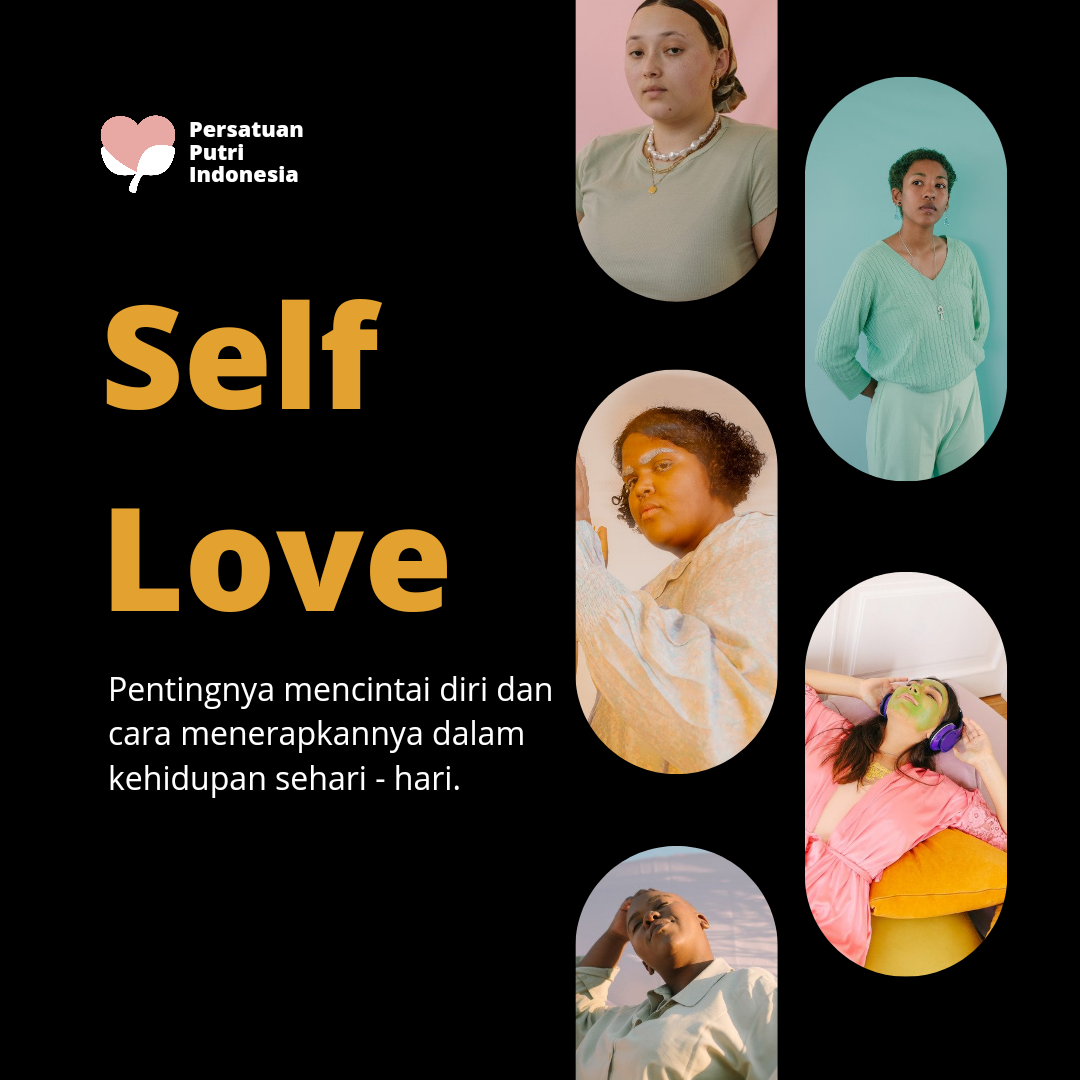 Persatuan
Putri
Indonesia
Self
Love
Pentingnya mencintai diri dan
cara menerapkannya dalam
kehidupan sehari - hari.